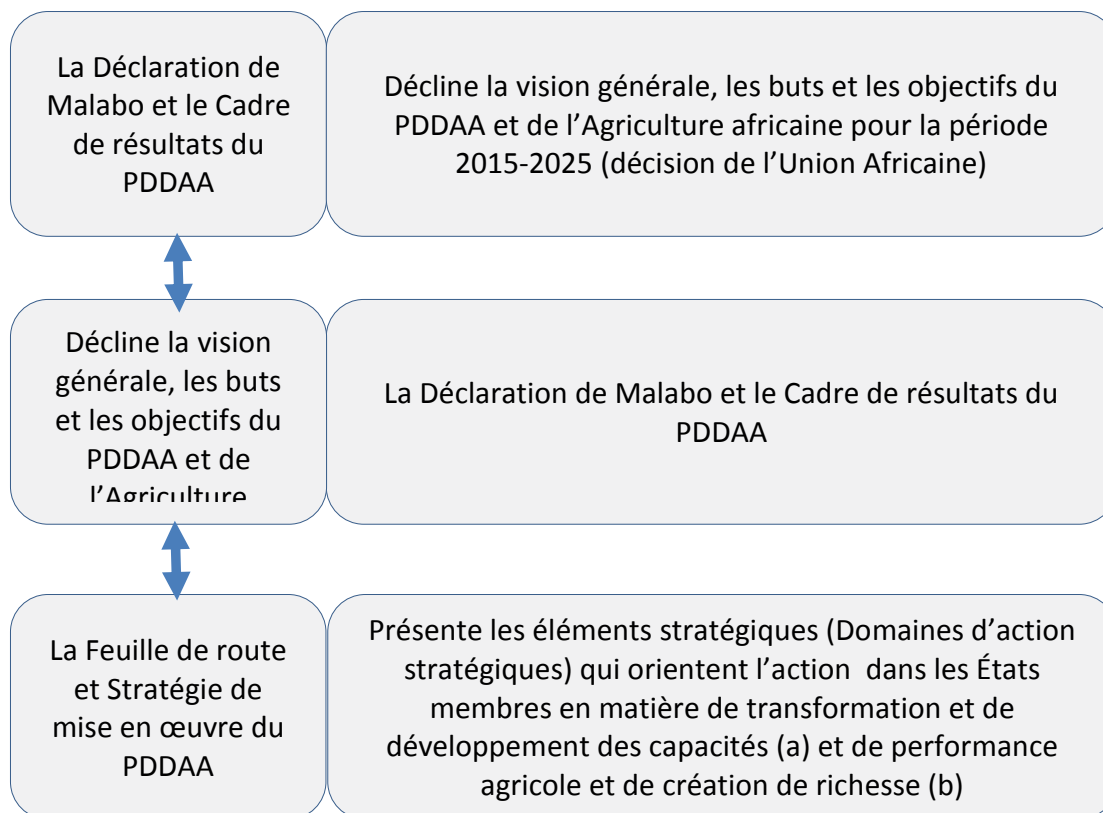 La Déclaration de
Malabo et le Cadre
de résultats du
PDDAA
Décline la vision générale, les buts et les objectifs du
PDDAA et de l’Agriculture africaine pour la période
2015-2025 (décision de l’Union Africaine)
Décline la vision
générale, les buts
et les objectifs du
PDDAA et de
l’Agriculture
La Déclaration de Malabo et le Cadre de résultats du
PDDAA
La Feuille de route
et Stratégie de
mise en œuvre du
PDDAA
Présente les éléments stratégiques (Domaines d’action
stratégiques) qui orientent l’action dans les États
membres en matière de transformation et de
développement des capacités (a) et de performance
agricole et de création de richesse (b)